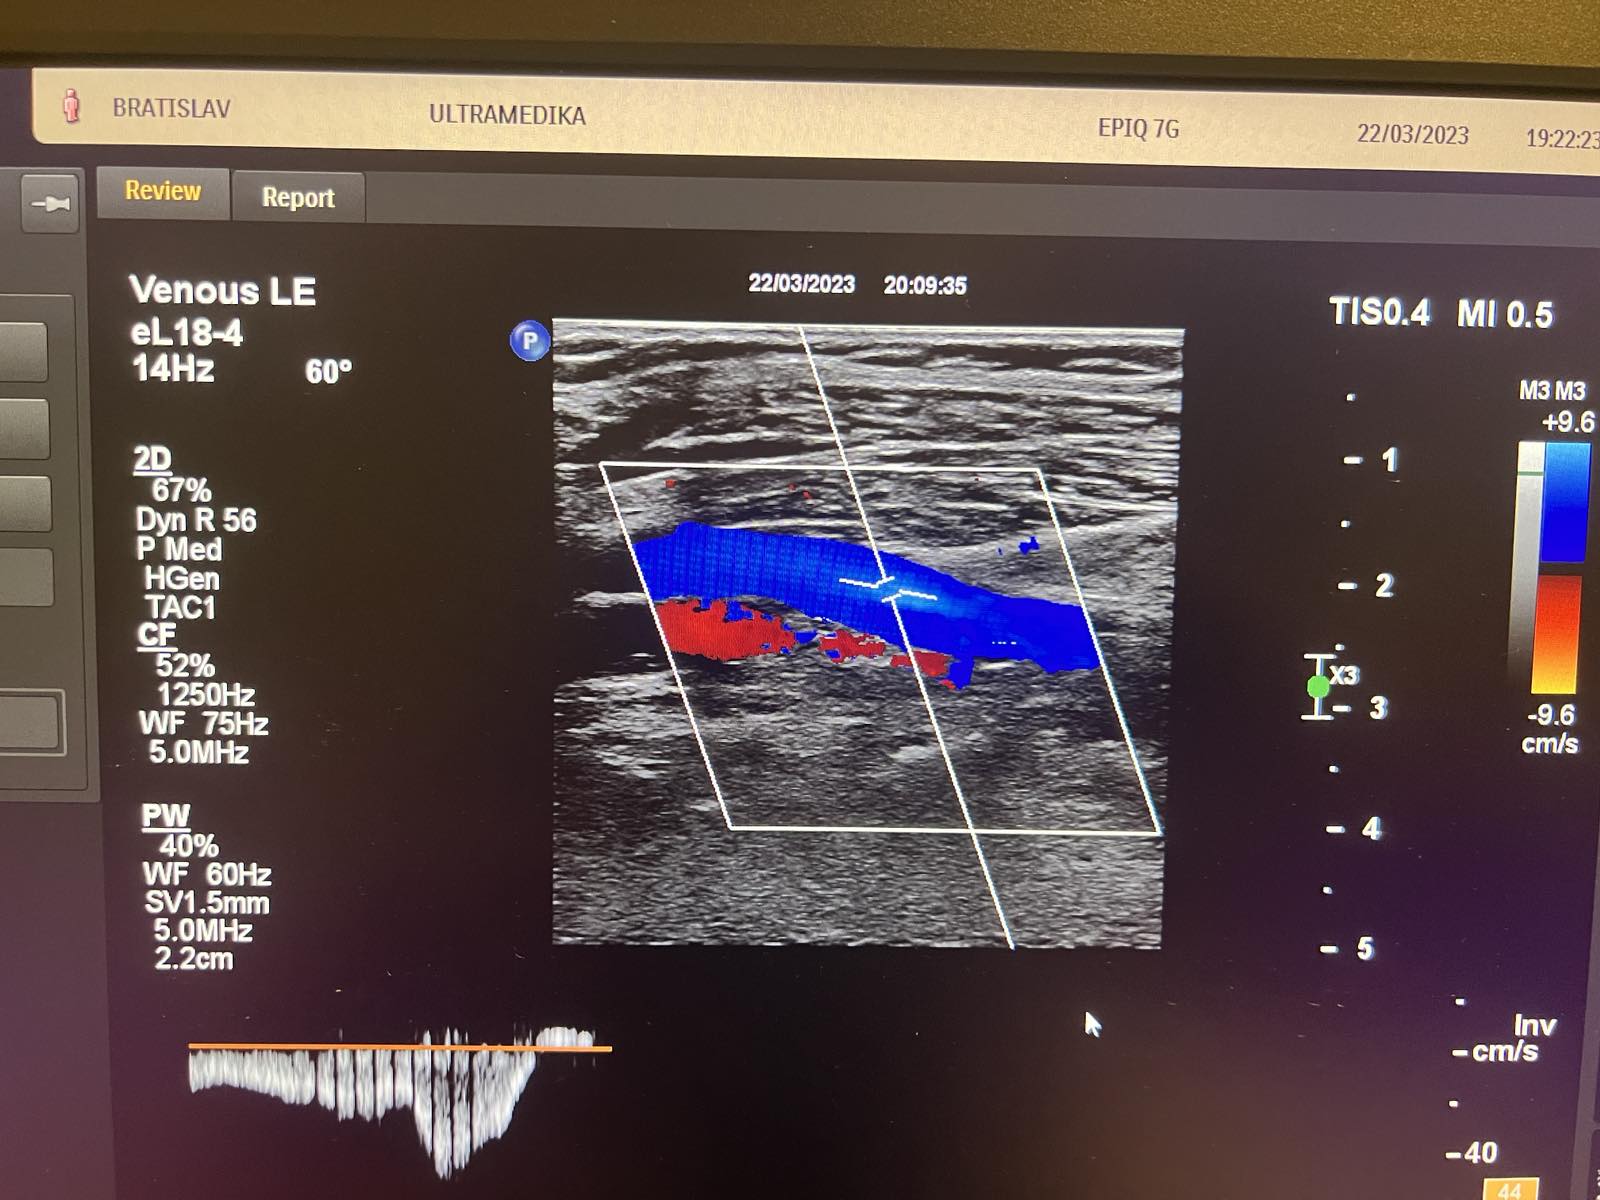 BRATISLAV ULTRAMEDIKA EPIQ 7G 22/03/2023 19:22:23
Review Report
Venous LE
eL18-4
14Hz 60°
22/03/2023 20:09:35
TIS0.4 MI 0.5
P
M3 M3
+9.6
2D
67%
Dyn R 56
P Med
HGen
TAC1
CF
52%
1250Hz
WF 75Hz
5.0MHz
PW
40%
WF 60Hz
SV1.5mm
5.0MHz
2.2cm
1
2
X3
3
4
5
-9.6
cm/s
Inv
cm/s
-40
44